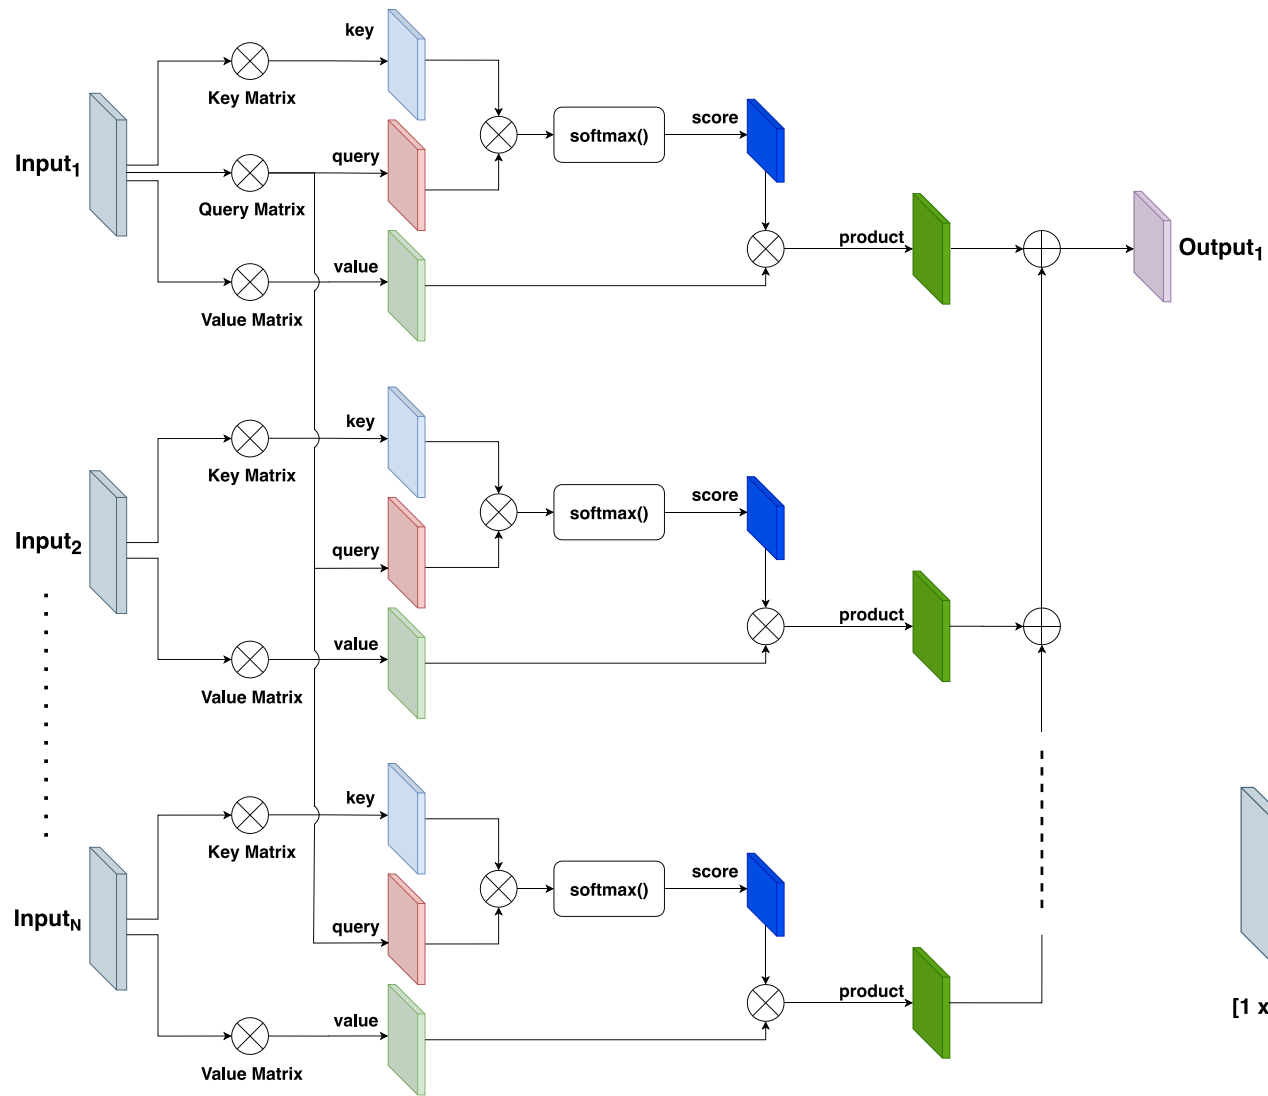 key
Key Matrix
softmax()
score
Input1
query
Query Matrix
product
Output1
value
Value Matrix
key
Key Matrix
softmax()
score
Input2
query
product
value
Value Matrix
key
Key Matrix
softmax()
score
InputN
query
product
[1 x
value
Value Matrix